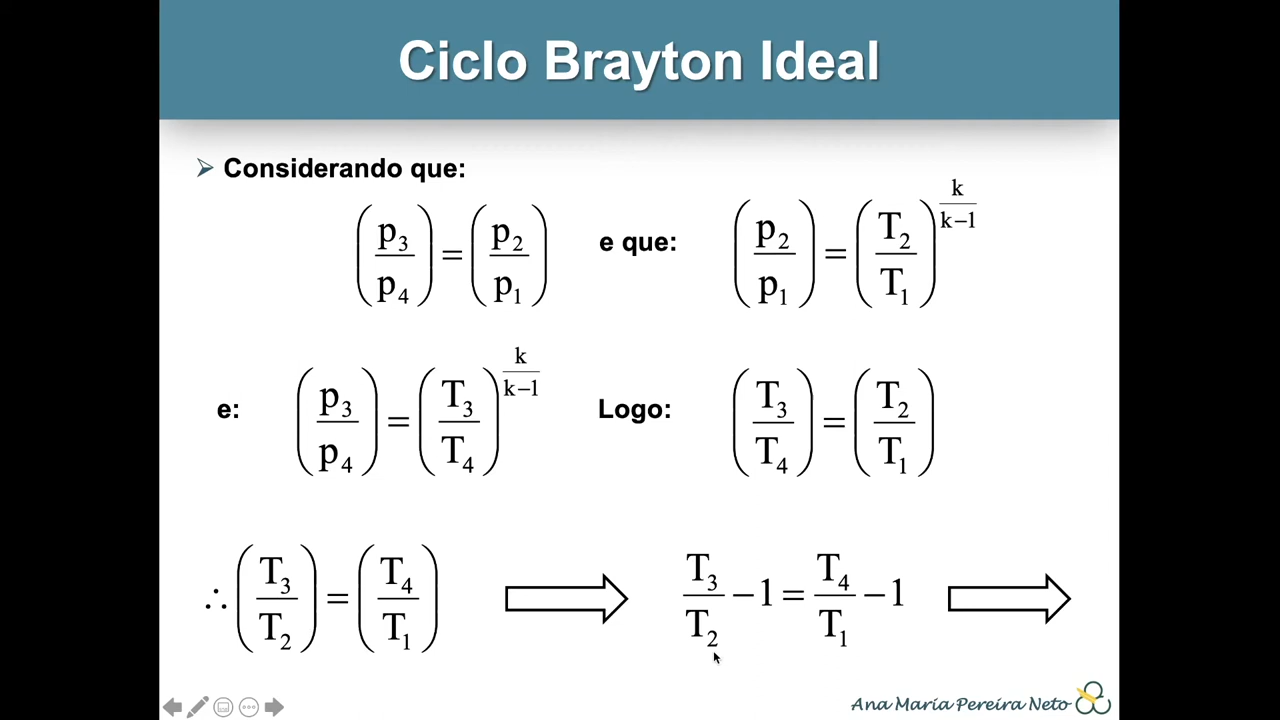 Ciclo Brayton Ideal
➢ Considerando que:
(p₃/p₄) = (p₂/p₁) e que: (p₂/p₁) = (T₂/T₁)^(k/(k−1))
e: (p₃/p₄) = (T₃/T₄)^(k/(k−1)) Logo: (T₃/T₄) = (T₂/T₁)
∴ (T₃/T₂) = (T₄/T₁) ⇒ T₃/T₂ − 1 = T₄/T₁ − 1 ⇒
Ana Maria Pereira Neto